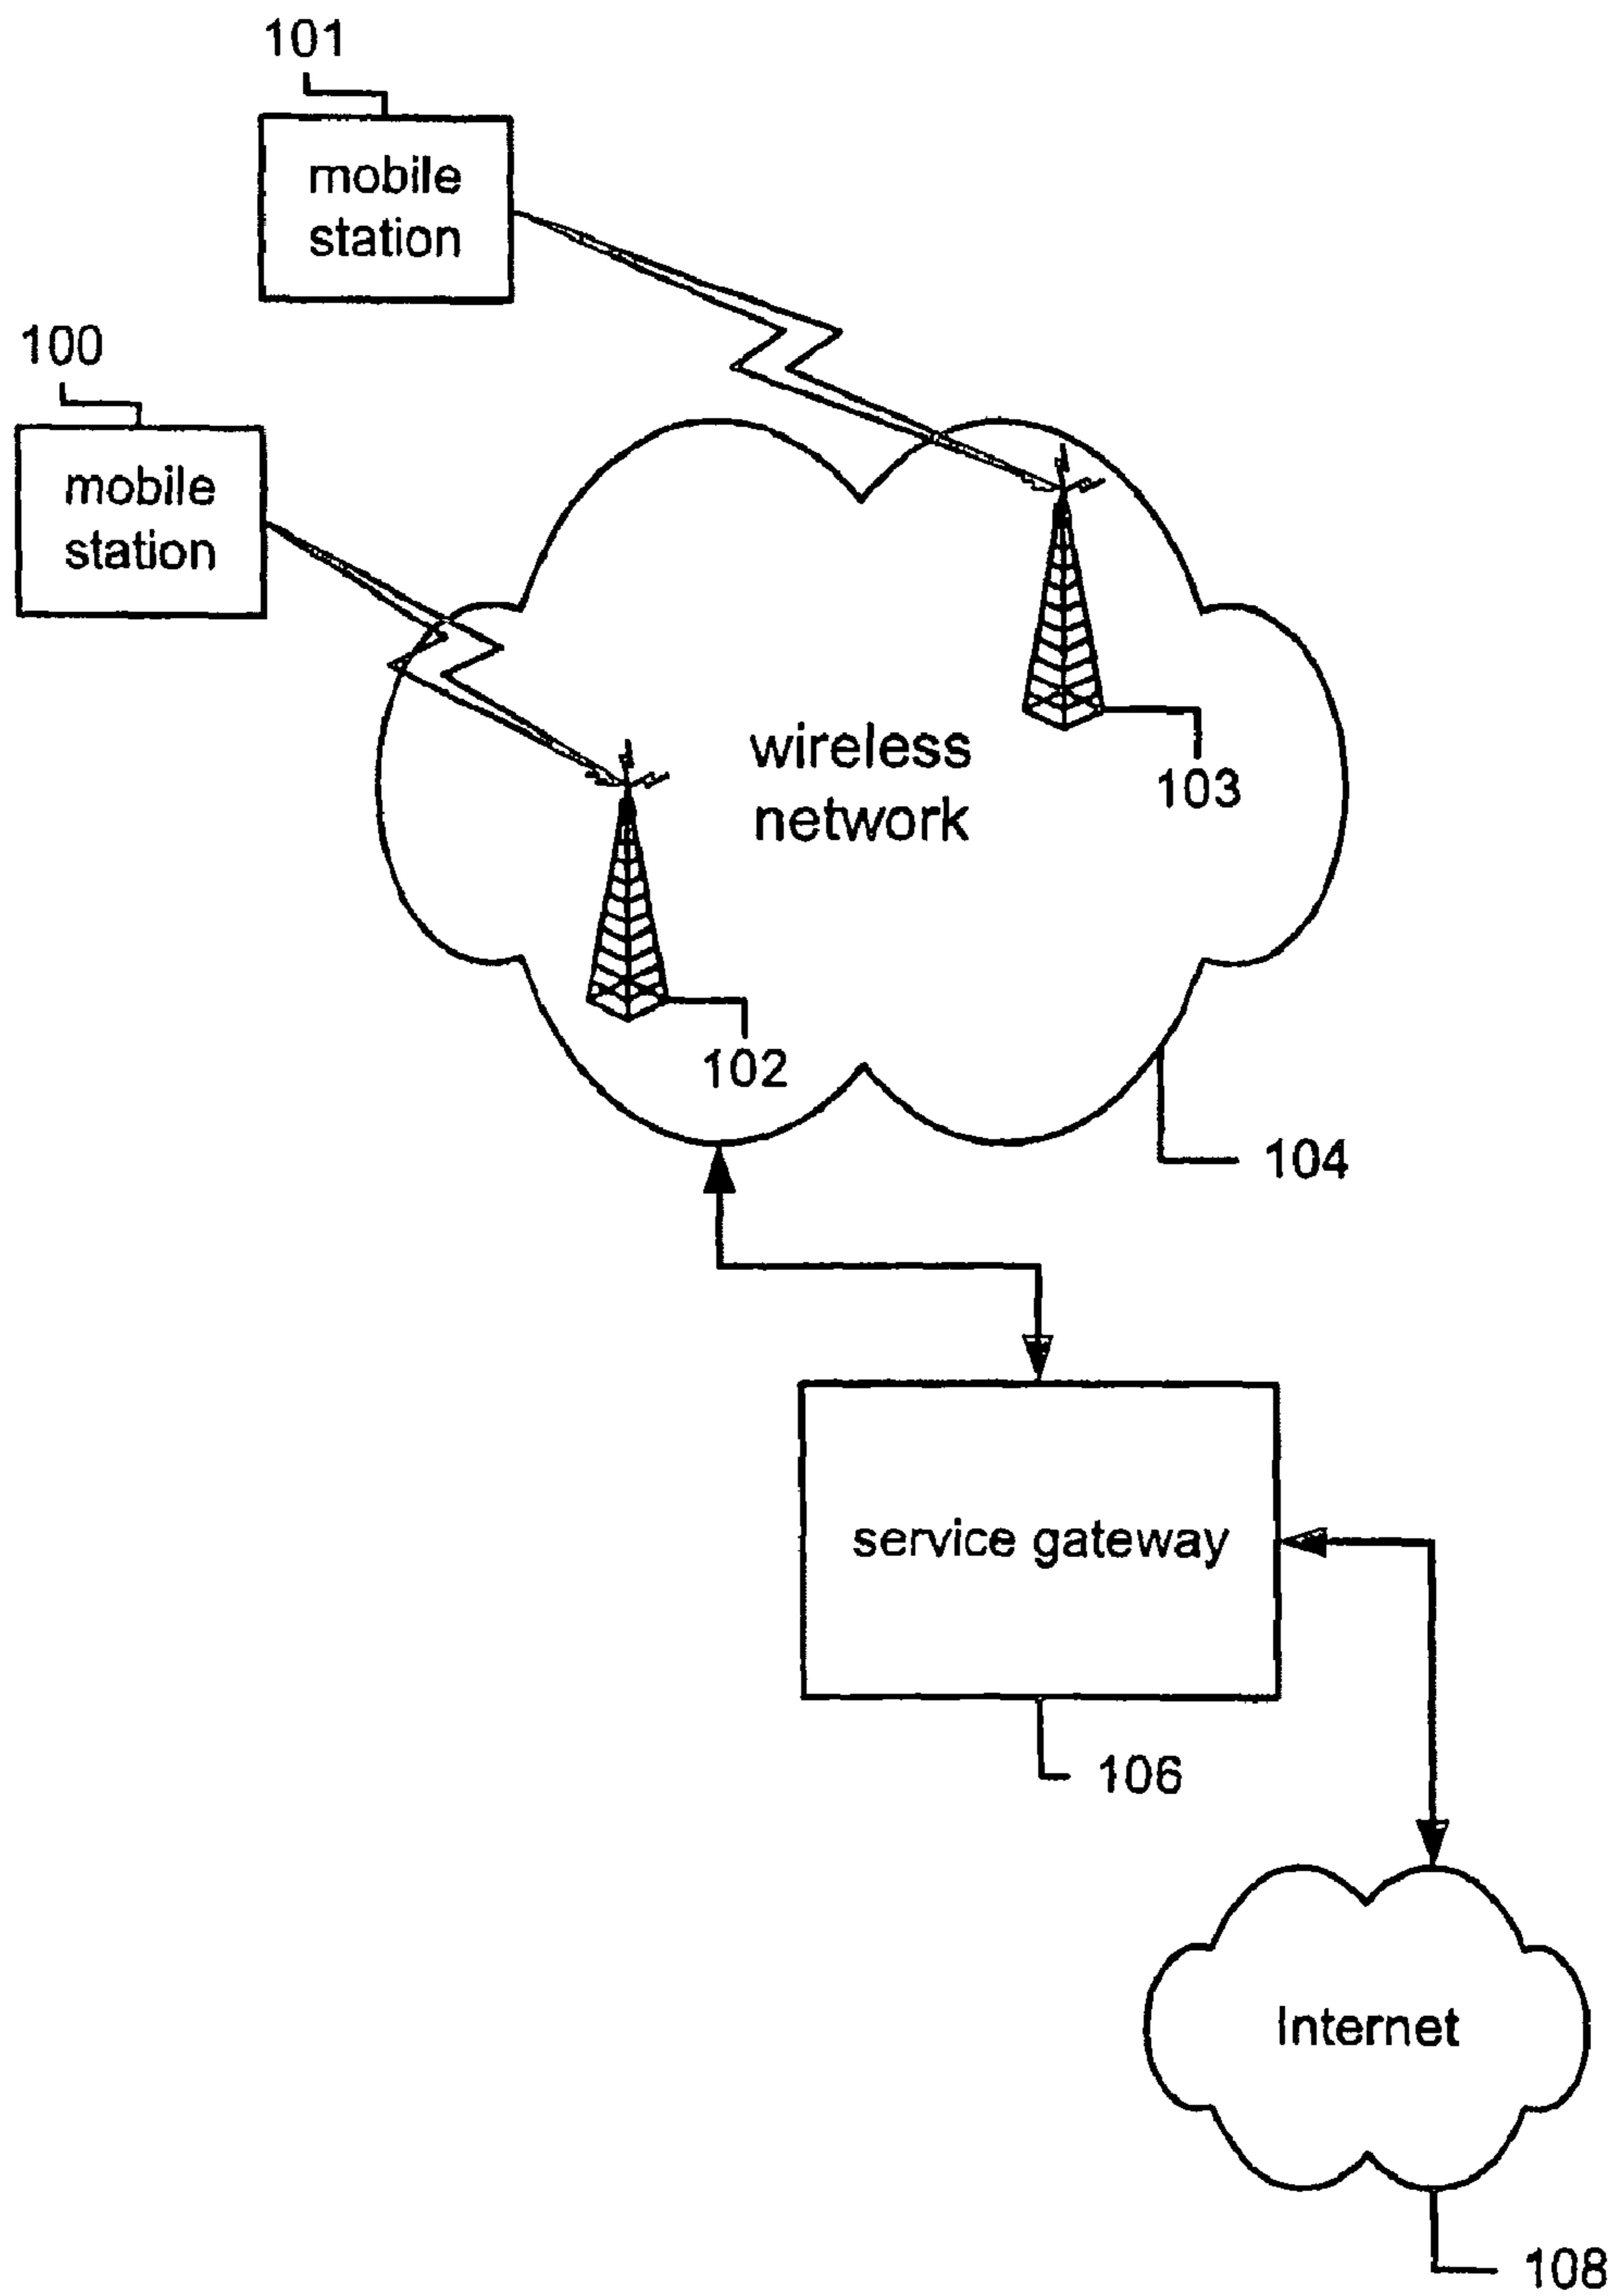 101
mobile
station
100
mobile
station
wireless
network
103
102
104
service gateway
106
Internet
108